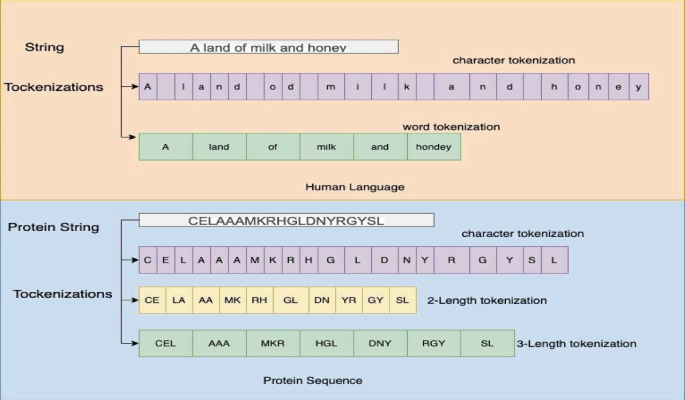 String
A land of milk and honev
character tokenization
Tockenizations
A l a n d o d m i l k a n d h o n e y
word tokenization
A land of milk and hondey
Human Language
Protein String
CELAAAMKRHGLDNYRGYSL
character tokenization
C E L A A A M K R H G L D N Y R G Y S L
Tockenizations
CE LA AA MK RH GL DN YR GY SL
2-Length tokenization
CEL AAA MKR HGL DNY RGY SL
3-Length tokenization
Protein Sequence